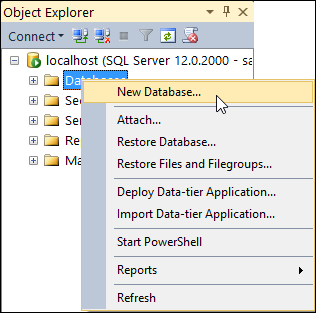 Object Explorer
Connect
localhost (SQL Server 12.0.2000 - sa
Databases
New Database...
Se
Attach...
Ser
Restore Database...
Re
Restore Files and Filegroups...
Ma
Deploy Data-tier Application...
Import Data-tier Application...
Start PowerShell
Reports
Refresh